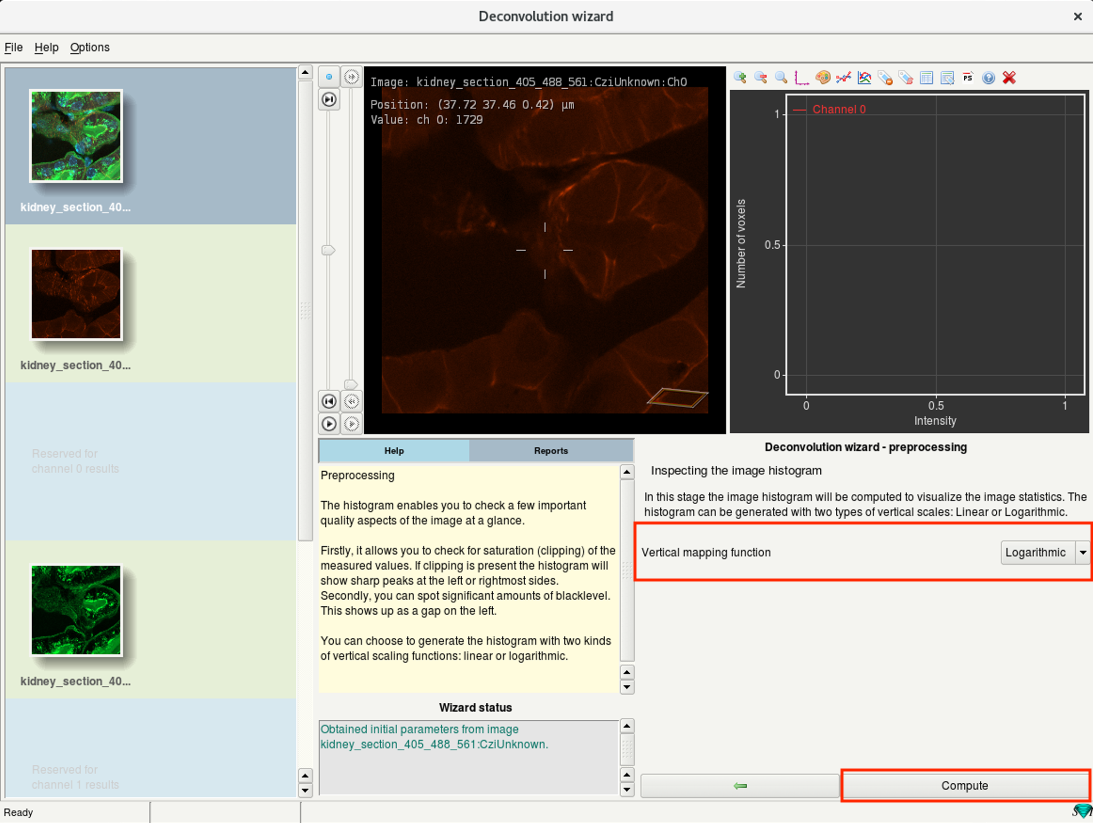 Deconvolution wizard
File Help Options
kidney_section_40...
kidney_section_40...
Reserved for
channel 0 results
kidney_section_40...
Reserved for
channel 1 results
Image: kidney_section_405_488_561:CziUnknown:Ch0
Position: (37.72 37.46 0.42) µm
Value: ch 0: 1729
PS
Channel 0
1
0.5
0
Number of voxels
0 0.5 1
Intensity
Help Reports
Preprocessing
The histogram enables you to check a few important
quality aspects of the image at a glance.
Firstly, it allows you to check for saturation (clipping) of the
measured values. If clipping is present the histogram will
show sharp peaks at the left or rightmost sides.
Secondly, you can spot significant amounts of blacklevel.
This shows up as a gap on the left.
You can choose to generate the histogram with two kinds
of vertical scaling functions: linear or logarithmic.
Wizard status
Obtained initial parameters from image
kidney_section_405_488_561:CziUnknown.
Deconvolution wizard - preprocessing
Inspecting the image histogram
In this stage the image histogram will be computed to visualize the image statistics. The
histogram can be generated with two types of vertical scales: Linear or Logarithmic.
Vertical mapping function Logarithmic
Compute
Ready